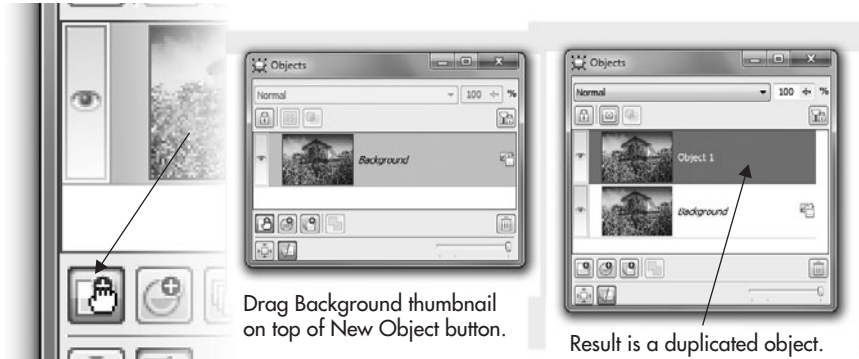 Objects
Normal
100
%
Background
Drag Background thumbnail
on top of New Object button.
Objects
Normal
100
%
Object 1
Background
Result is a duplicated object.